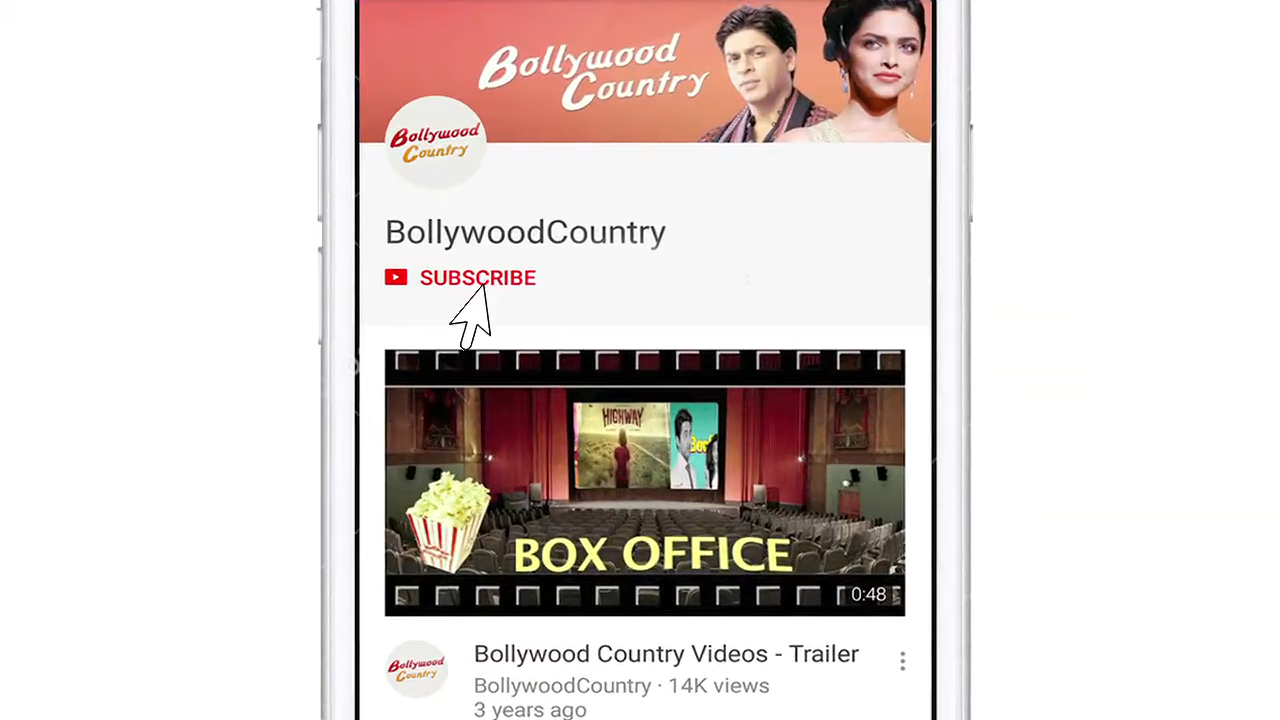 Bollywood
Country
Bollywood
Country
BollywoodCountry
SUBSCRIBE
HIGHWAY
BOX OFFICE
0:48
Bollywood Country Videos - Trailer
Bollywood
Country
BollywoodCountry · 14K views
3 years ago